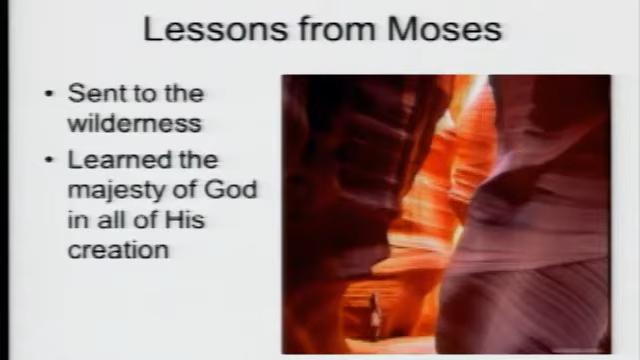 Lessons from Moses
• Sent to the
wilderness
• Learned the
majesty of God
in all of His
creation